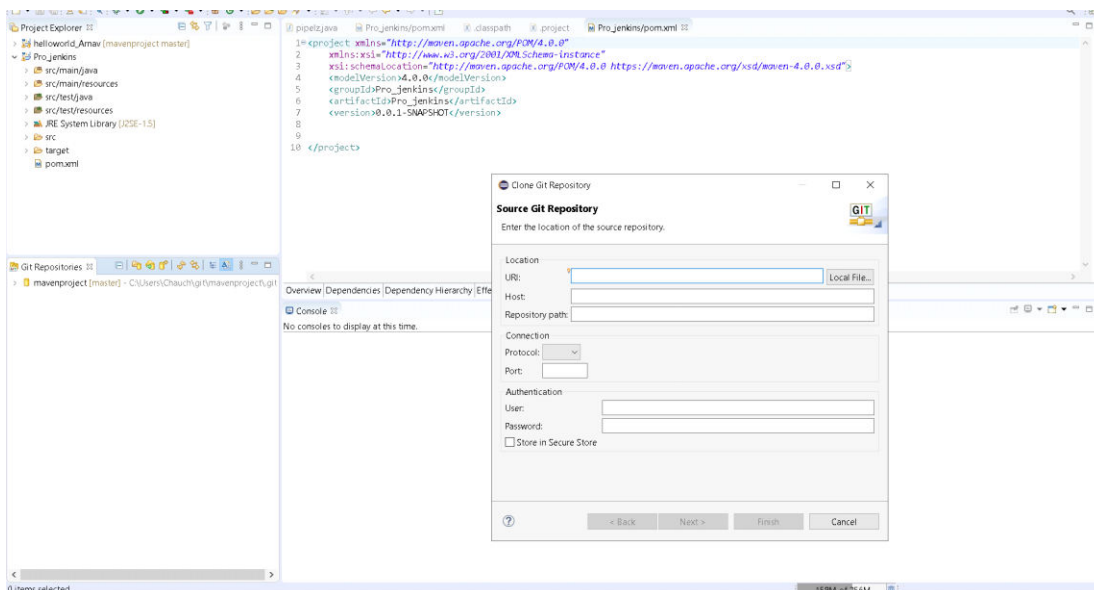 Project Explorer
helloworld_Arnav [mavenproject master]
Pro_jenkins
src/main/java
src/main/resources
src/test/java
src/test/resources
JRE System Library [J2SE-1.5]
src
target
pom.xml
Git Repositories
mavenproject [master] - C:\Users\Chauch\git\mavenproject\.git
0 items selected
pipelz.java Pro_jenkins/pom.xml .classpath .project Pro_jenkins/pom.xml
1 <project xmlns="http://maven.apache.org/POM/4.0.0"
2 xmlns:xsi="http://www.w3.org/2001/XMLSchema-instance"
3 xsi:schemaLocation="http://maven.apache.org/POM/4.0.0 https://maven.apache.org/xsd/maven-4.0.0.xsd">
4 <modelVersion>4.0.0</modelVersion>
5 <groupId>Pro_jenkins</groupId>
6 <artifactId>Pro_jenkins</artifactId>
7 <version>0.0.1-SNAPSHOT</version>
8
9
10 </project>
Overview Dependencies Dependency Hierarchy Effe
Console
No consoles to display at this time.
Clone Git Repository
Source Git Repository
GIT
Enter the location of the source repository.
Location
URI: Local File...
Host:
Repository path:
Connection
Protocol:
Port:
Authentication
User:
Password:
Store in Secure Store
< Back Next > Finish Cancel